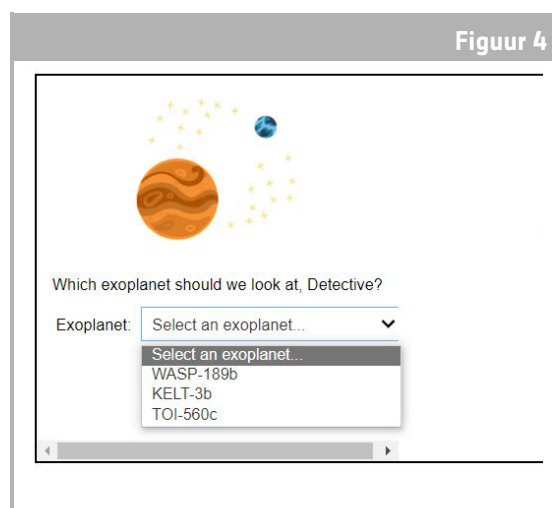 Figuur 4
Which exoplanet should we look at, Detective?
Exoplanet: Select an exoplanet...
Select an exoplanet...
WASP-189b
KELT-3b
TOI-560c